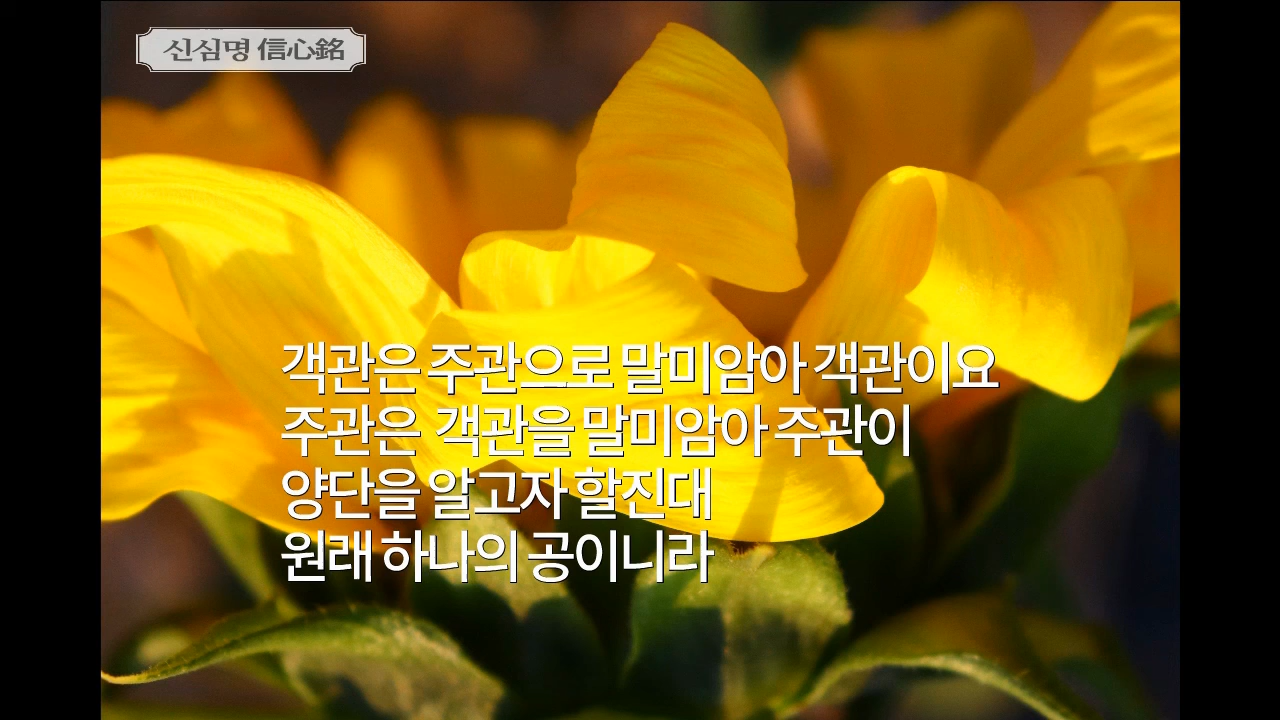 신심명 信心銘
객관은 주관으로 말미암아 객관이요
주관은 객관을 말미암아 주관이
양단을 알고자 할진대
원래 하나의 공이니라